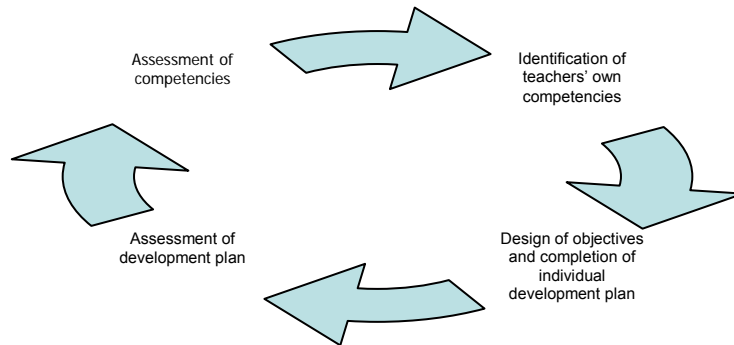 Assessment of
competencies
Identification of
teachers’ own
competencies
Design of objectives
and completion of
individual
development plan
Assessment of
development plan